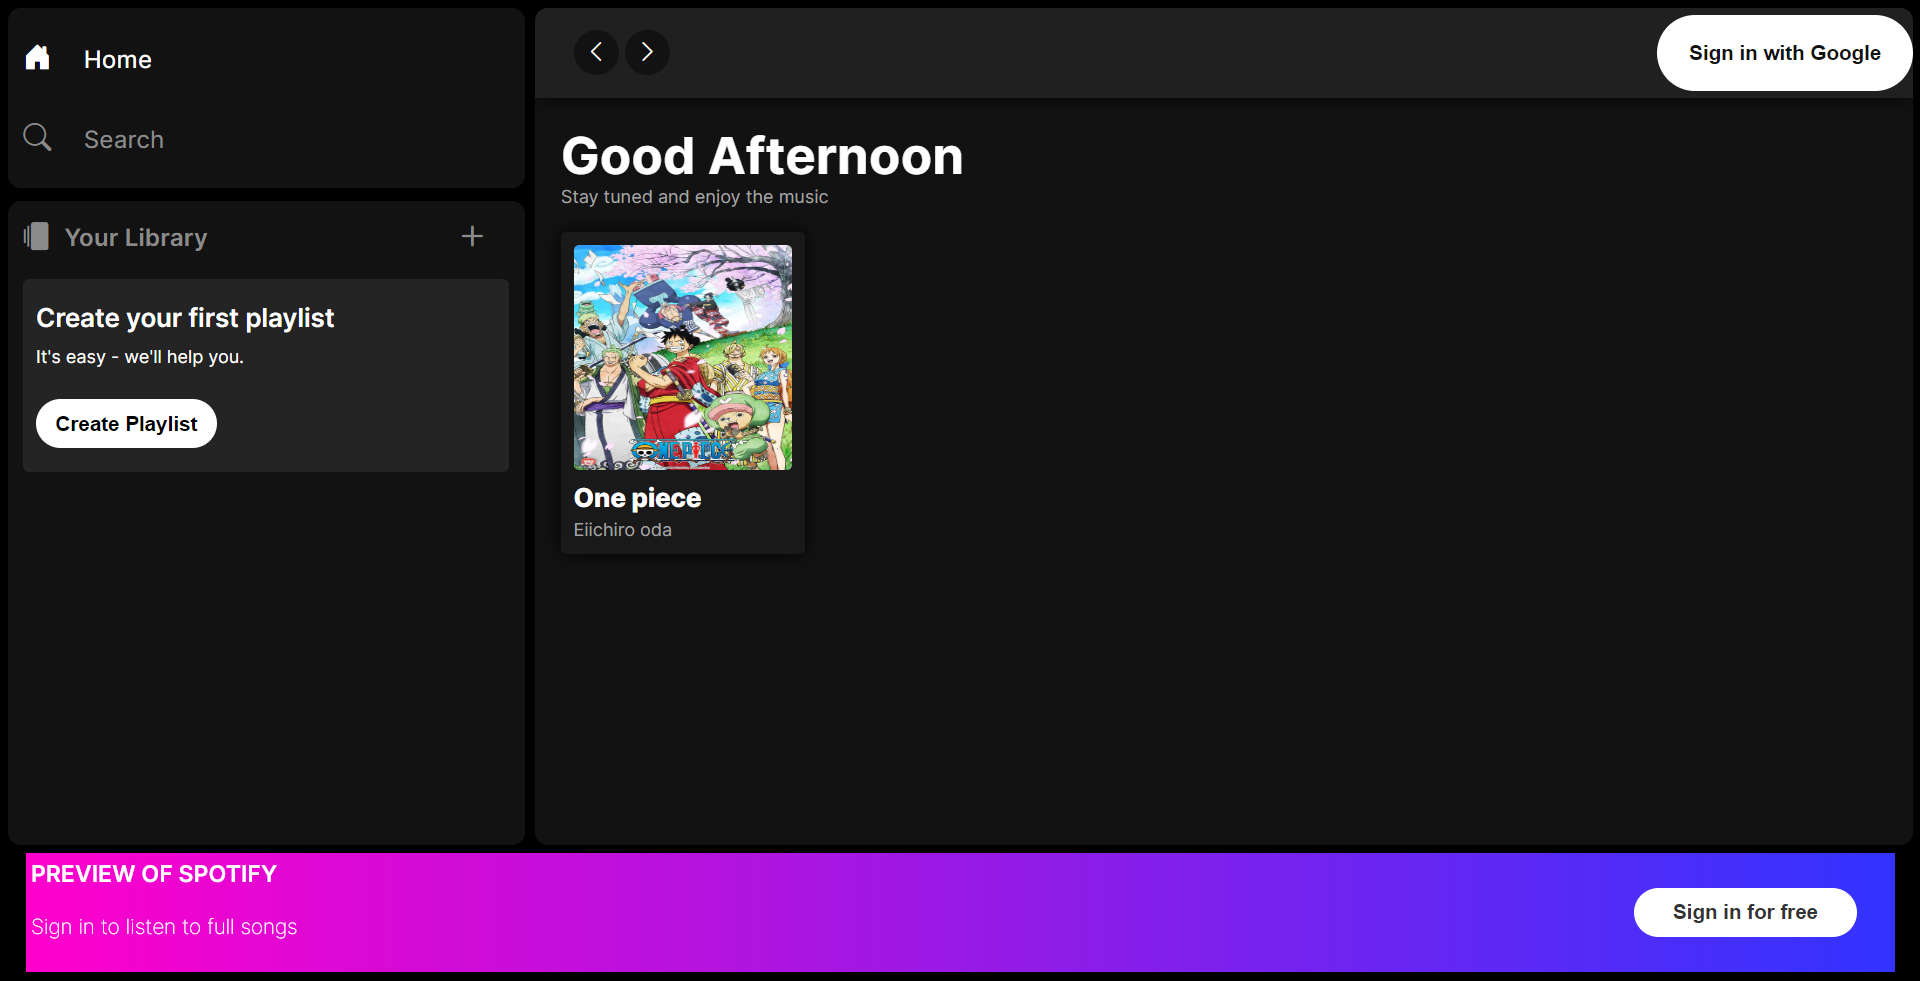 Home
Search
Your Library
Create your first playlist
It's easy - we'll help you.
Create Playlist
Sign in with Google
Good Afternoon
Stay tuned and enjoy the music
ONE PIECE
One piece
Eiichiro oda
PREVIEW OF SPOTIFY
Sign in to listen to full songs
Sign in for free